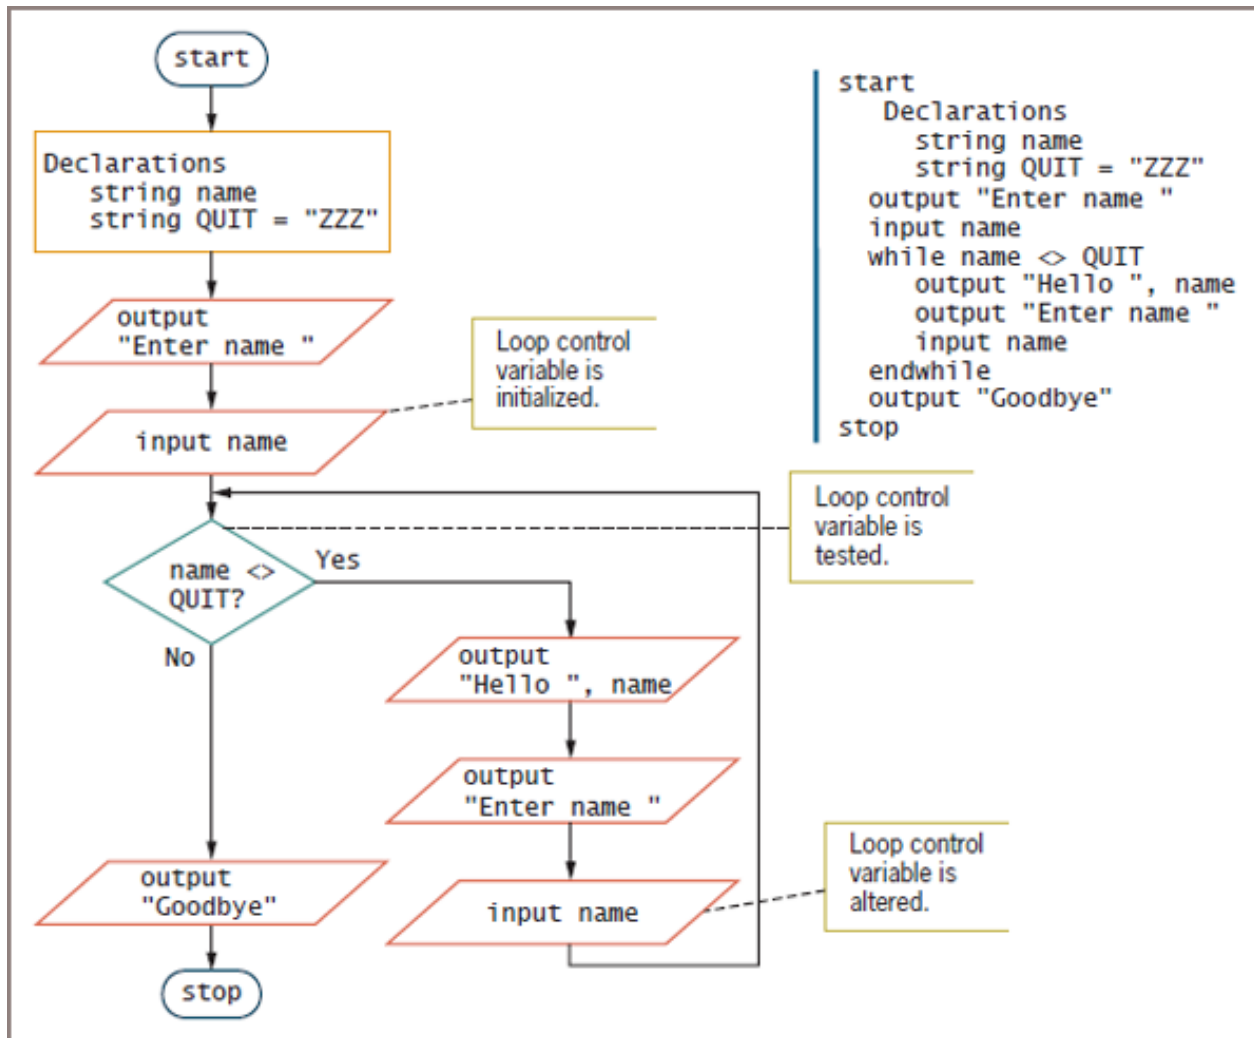 start
Declarations
string name
string QUIT = "ZZZ"
output
"Enter name "
Loop control
variable is
initialized.
input name
Loop control
variable is
tested.
name <>
QUIT?
Yes
No
output
"Hello ", name
output
"Enter name "
input name
Loop control
variable is
altered.
output
"Goodbye"
stop
start
Declarations
string name
string QUIT = "ZZZ"
output "Enter name "
input name
while name <> QUIT
output "Hello ", name
output "Enter name "
input name
endwhile
output "Goodbye"
stop